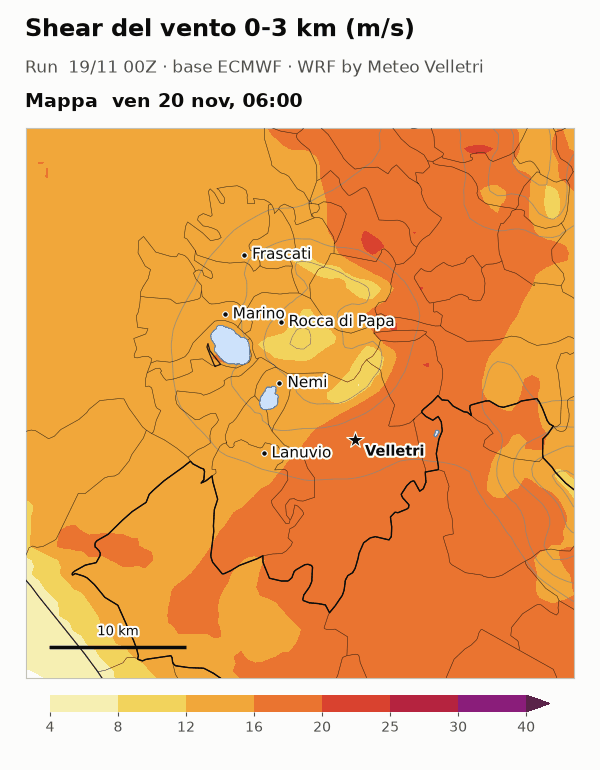 Shear del vento 0-3 km (m/s)
Run  19/11 00Z · base ECMWF · WRF by Meteo Velletri
Mappa  ven 20 nov, 06:00
Frascati
Marino
Rocca di Papa
Nemi
Velletri
Lanuvio
10 km
4 8 12 16 20 25 30 40